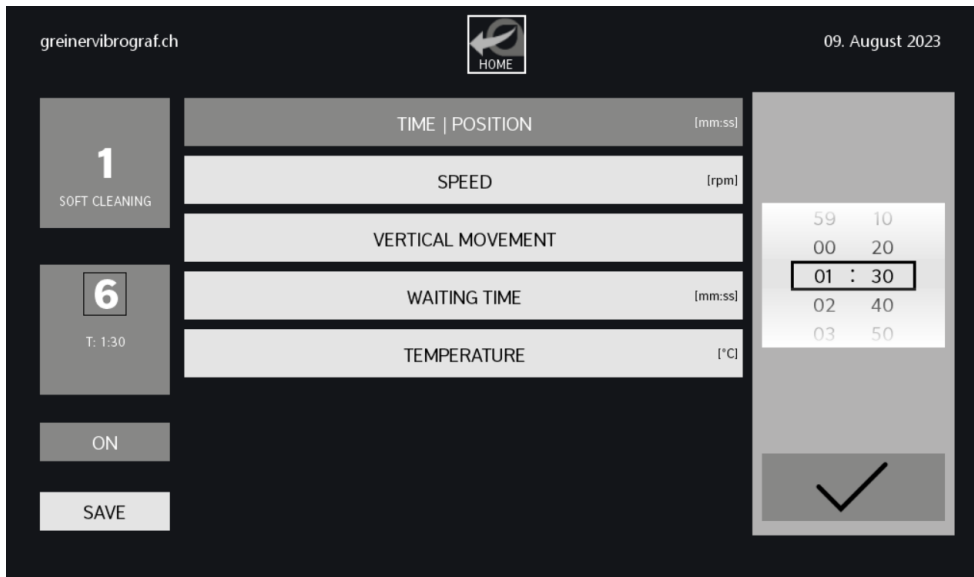 greinervibrograf.ch
HOME
09. August 2023
1
SOFT CLEANING
6
T: 1:30
ON
SAVE
TIME | POSITION [mm:ss]
SPEED [rpm]
VERTICAL MOVEMENT
WAITING TIME [mm:ss]
TEMPERATURE [°C]
59 10
00 20
01 : 30
02 40
03 50